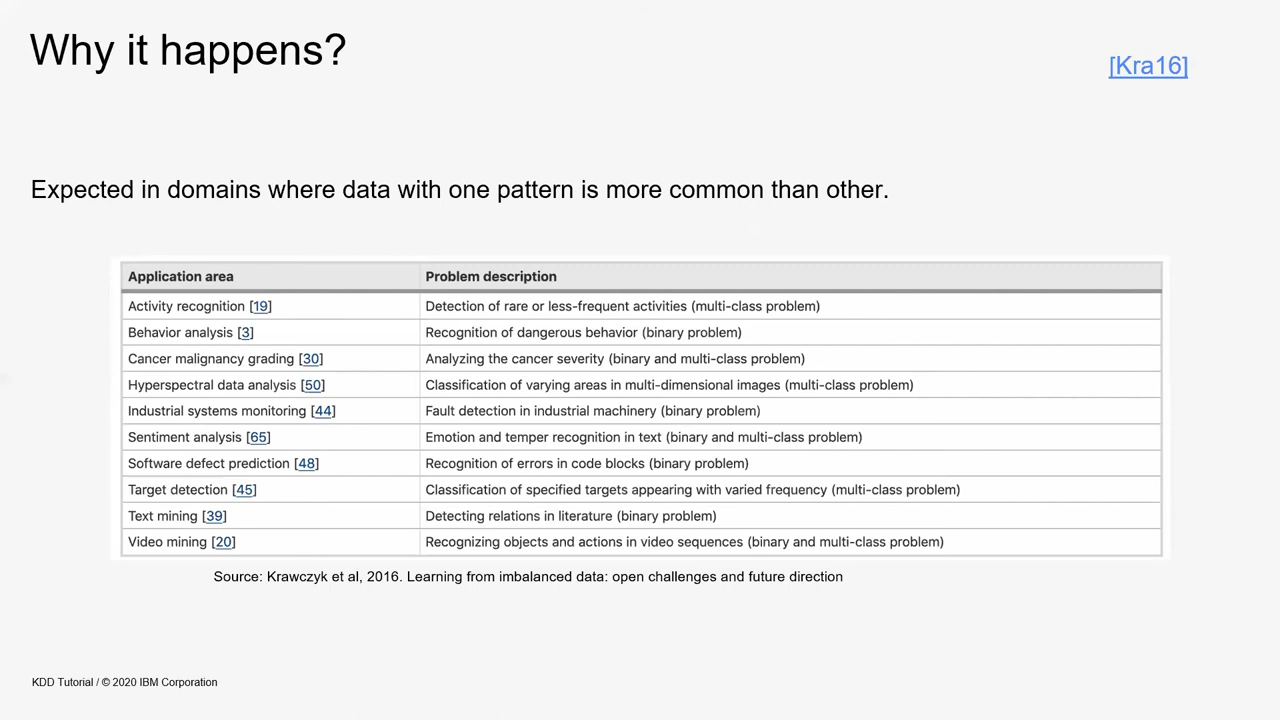 Why it happens?
[Kra16]
Expected in domains where data with one pattern is more common than other.
Application area Problem description
Activity recognition [19] Detection of rare or less-frequent activities (multi-class problem)
Behavior analysis [3] Recognition of dangerous behavior (binary problem)
Cancer malignancy grading [30] Analyzing the cancer severity (binary and multi-class problem)
Hyperspectral data analysis [50] Classification of varying areas in multi-dimensional images (multi-class problem)
Industrial systems monitoring [44] Fault detection in industrial machinery (binary problem)
Sentiment analysis [65] Emotion and temper recognition in text (binary and multi-class problem)
Software defect prediction [48] Recognition of errors in code blocks (binary problem)
Target detection [45] Classification of specified targets appearing with varied frequency (multi-class problem)
Text mining [39] Detecting relations in literature (binary problem)
Video mining [20] Recognizing objects and actions in video sequences (binary and multi-class problem)
Source: Krawczyk et al, 2016. Learning from imbalanced data: open challenges and future direction
KDD Tutorial / © 2020 IBM Corporation